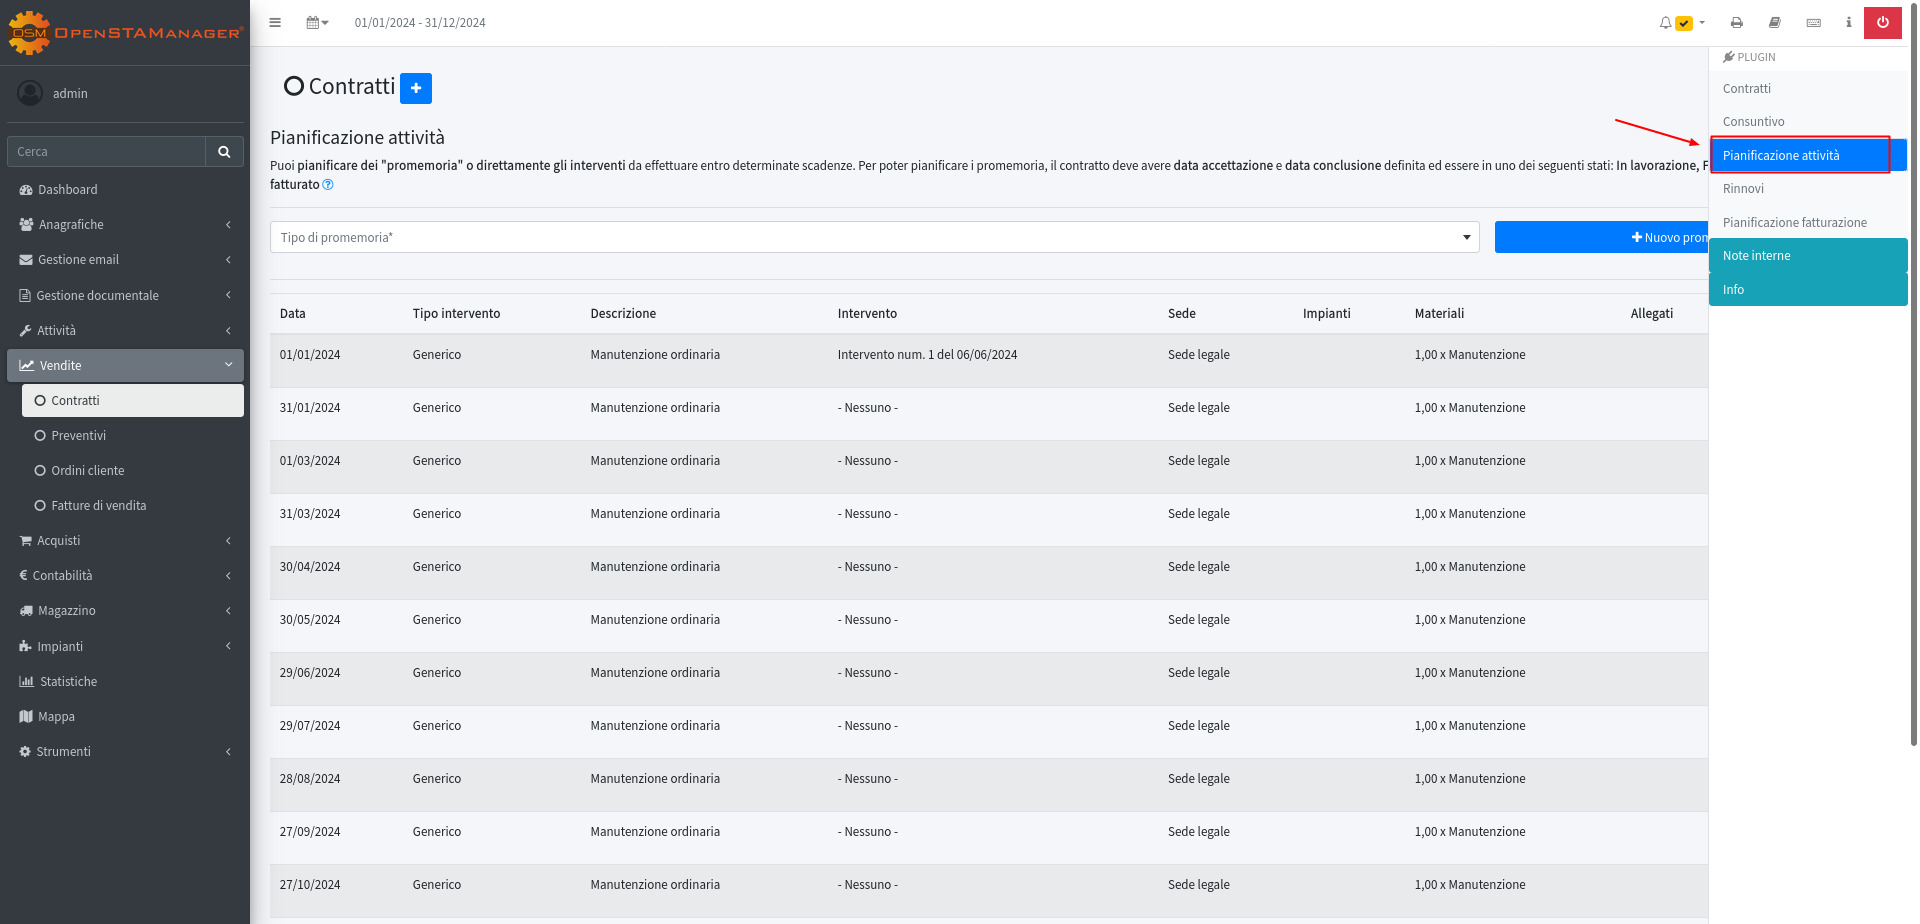 OSM OPENSTAMANAGER
admin
Cerca
Dashboard
Anagrafiche
Gestione email
Gestione documentale
Attività
Vendite
Contratti
Preventivi
Ordini cliente
Fatture di vendita
Acquisti
Contabilità
Magazzino
Impianti
Statistiche
Mappa
Strumenti
01/01/2024 - 31/12/2024
Contratti
Pianificazione attività
Puoi pianificare dei "promemoria" o direttamente gli interventi da effettuare entro determinate scadenze. Per poter pianificare i promemoria, il contratto deve avere data accettazione e data conclusione definita ed essere in uno dei seguenti stati: In lavorazione, F
fatturato
Tipo di promemoria*
Nuovo pron
Data Tipo intervento Descrizione Intervento Sede Impianti Materiali Allegati
01/01/2024 Generico Manutenzione ordinaria Intervento num. 1 del 06/06/2024 Sede legale 1,00 x Manutenzione
31/01/2024 Generico Manutenzione ordinaria - Nessuno - Sede legale 1,00 x Manutenzione
01/03/2024 Generico Manutenzione ordinaria - Nessuno - Sede legale 1,00 x Manutenzione
31/03/2024 Generico Manutenzione ordinaria - Nessuno - Sede legale 1,00 x Manutenzione
30/04/2024 Generico Manutenzione ordinaria - Nessuno - Sede legale 1,00 x Manutenzione
30/05/2024 Generico Manutenzione ordinaria - Nessuno - Sede legale 1,00 x Manutenzione
29/06/2024 Generico Manutenzione ordinaria - Nessuno - Sede legale 1,00 x Manutenzione
29/07/2024 Generico Manutenzione ordinaria - Nessuno - Sede legale 1,00 x Manutenzione
28/08/2024 Generico Manutenzione ordinaria - Nessuno - Sede legale 1,00 x Manutenzione
27/09/2024 Generico Manutenzione ordinaria - Nessuno - Sede legale 1,00 x Manutenzione
27/10/2024 Generico Manutenzione ordinaria - Nessuno - Sede legale 1,00 x Manutenzione
PLUGIN
Contratti
Consuntivo
Pianificazione attività
Rinnovi
Pianificazione fatturazione
Note interne
Info